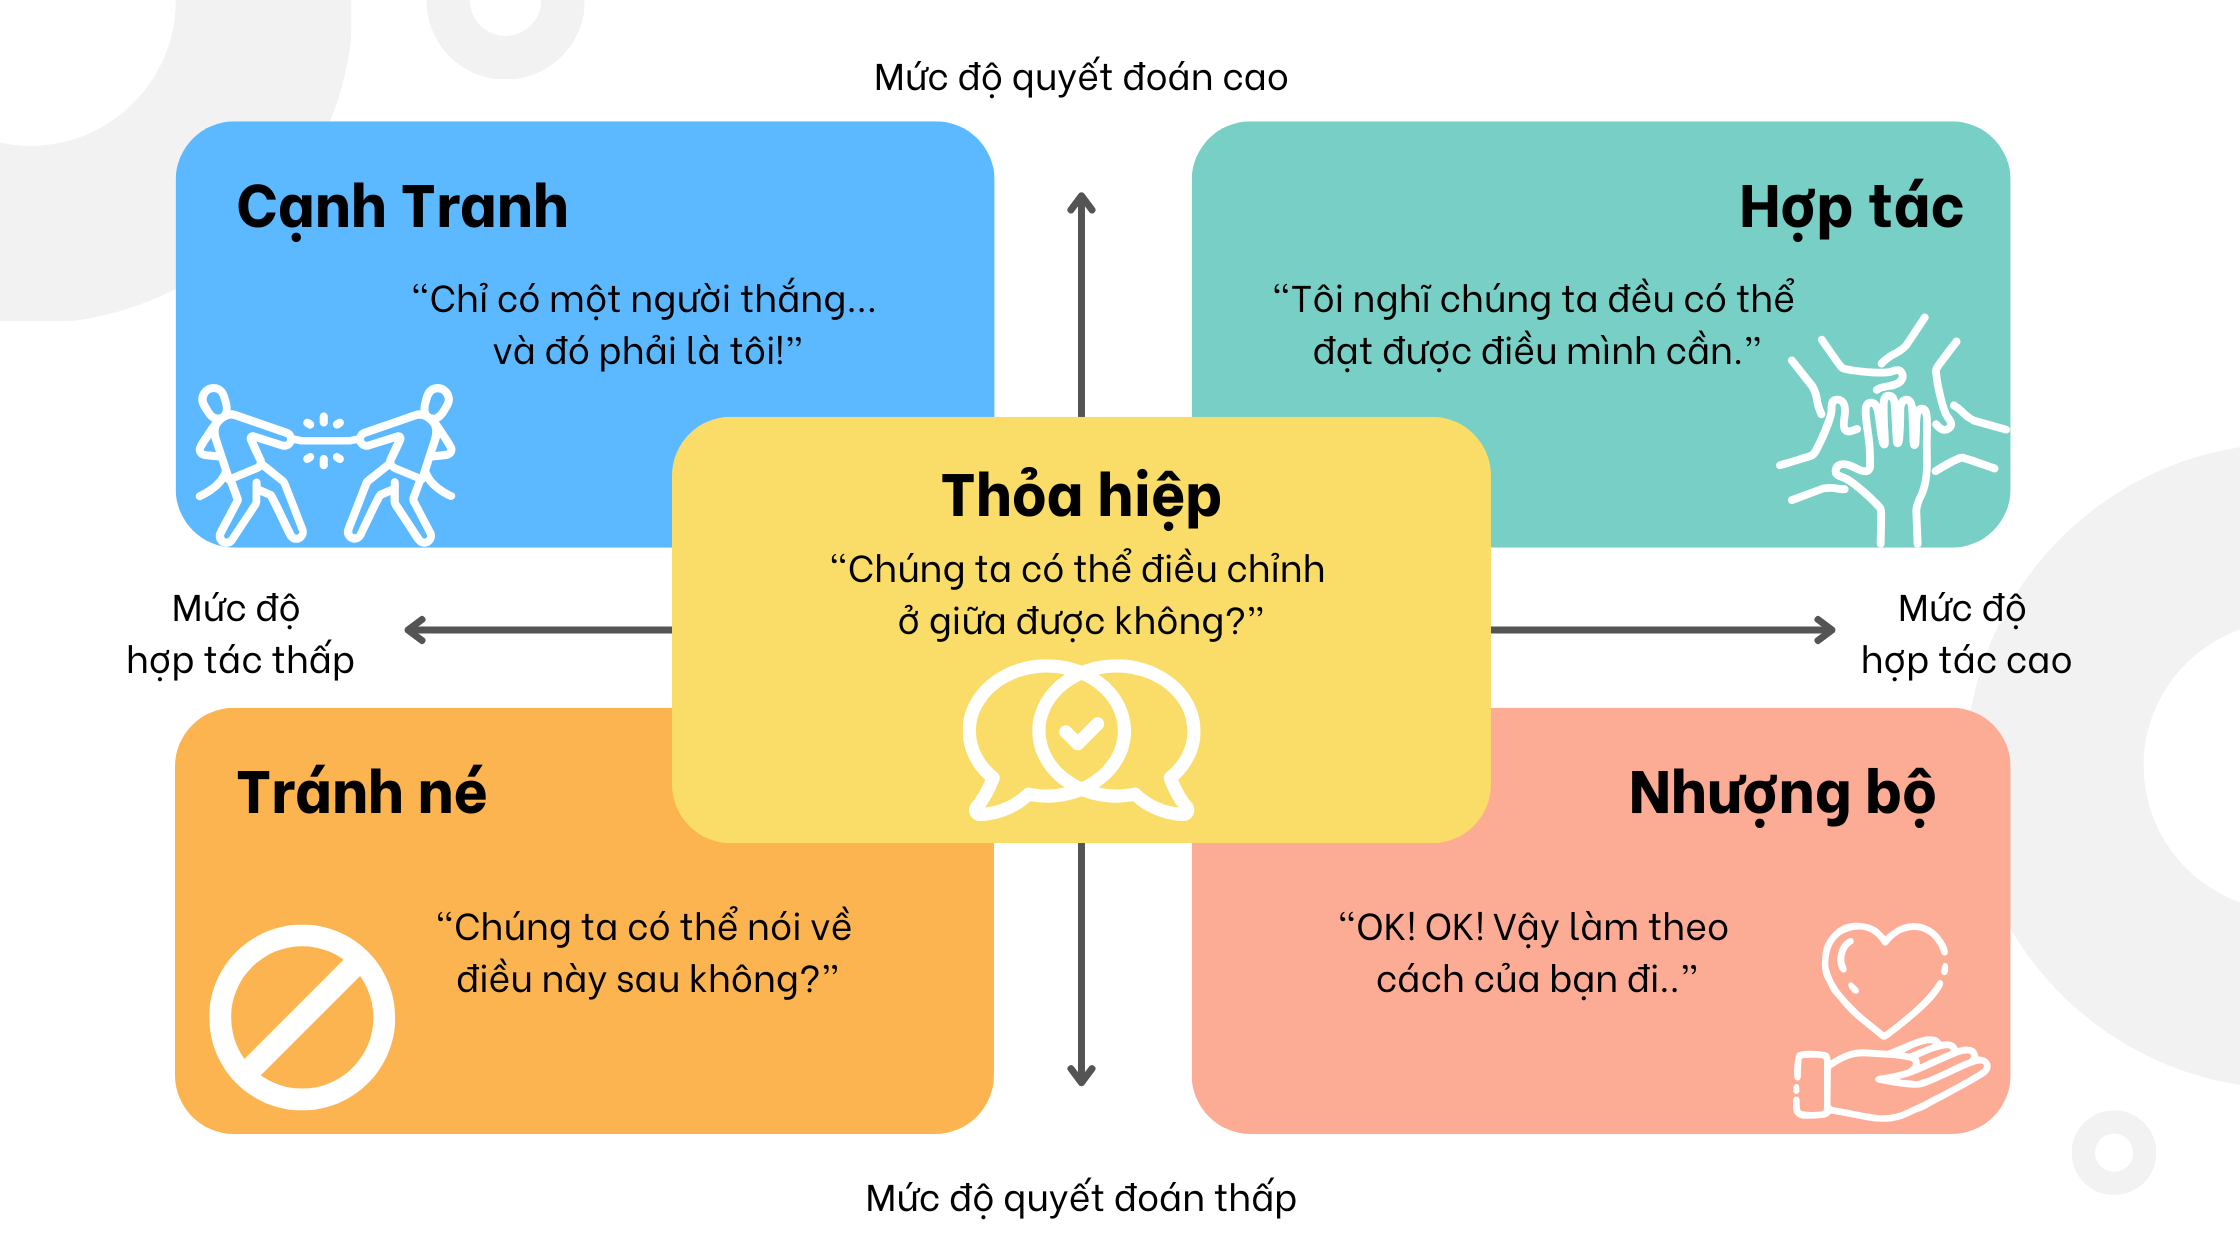 Mức độ quyết đoán cao
Cạnh Tranh
“Chỉ có một người thắng...
và đó phải là tôi!”
Hợp tác
“Tôi nghĩ chúng ta đều có thể
đạt được điều mình cần.”
Thỏa hiệp
“Chúng ta có thể điều chỉnh
ở giữa được không?”
Mức độ
hợp tác thấp
Mức độ
hợp tác cao
Tránh né
“Chúng ta có thể nói về
điều này sau không?”
Nhượng bộ
“OK! OK! Vậy làm theo
cách của bạn đi..”
Mức độ quyết đoán thấp